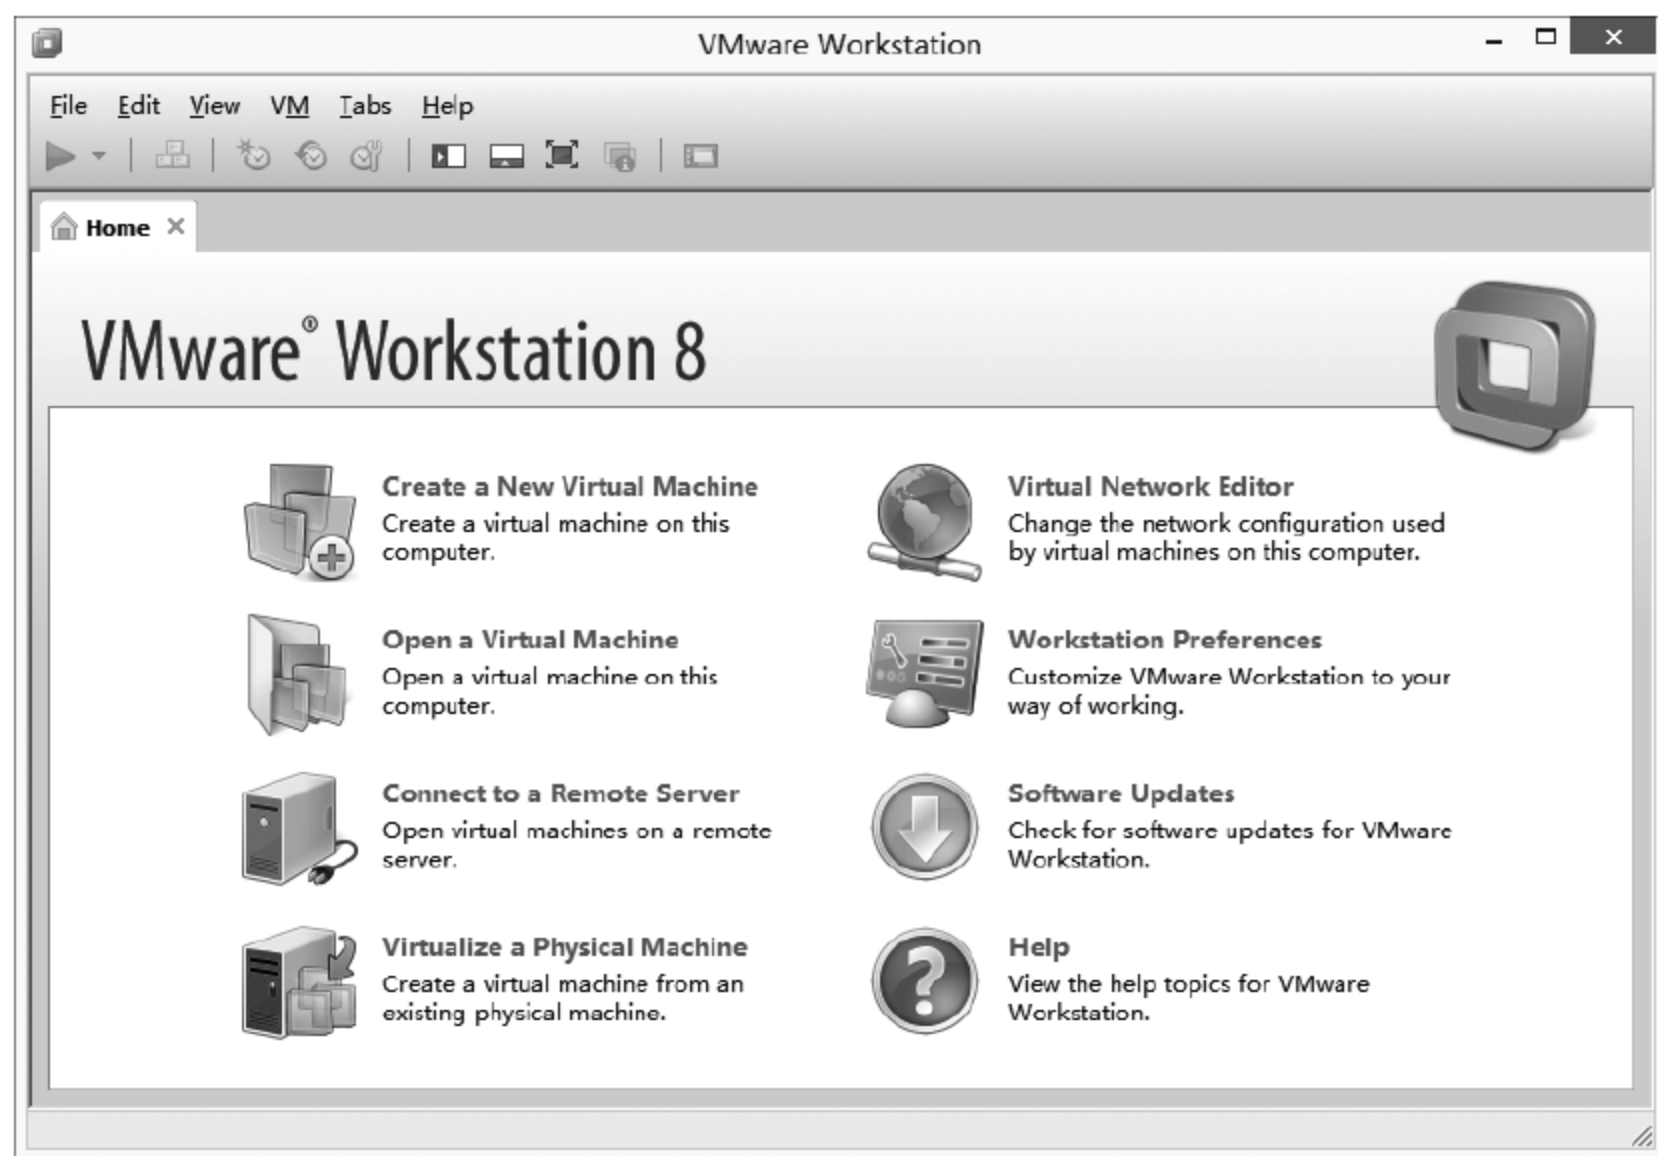 VMware Workstation
File Edit View VM Tabs Help
Home
VMware® Workstation 8
Create a New Virtual Machine
Create a virtual machine on this
computer.
Open a Virtual Machine
Open a virtual machine on this
computer.
Connect to a Remote Server
Open virtual machines on a remote
server.
Virtualize a Physical Machine
Create a virtual machine from an
existing physical machine.
Virtual Network Editor
Change the network configuration used
by virtual machines on this computer.
Workstation Preferences
Customize VMware Workstation to your
way of working.
Software Updates
Check for software updates for VMware
Workstation.
Help
View the help topics for VMware
Workstation.